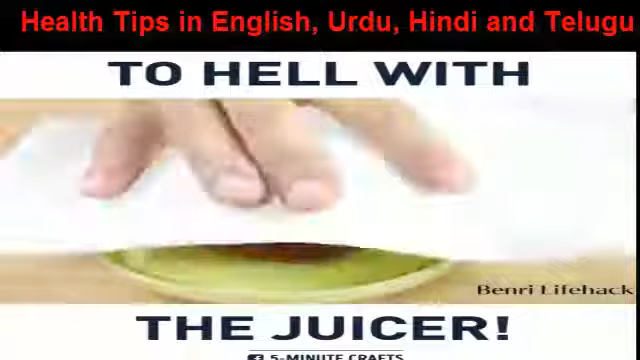 Health Tips in English, Urdu, Hindi and Telugu
TO HELL WITH
Benri Lifehack
THE JUICER!
5-MINUTE CRAFTS